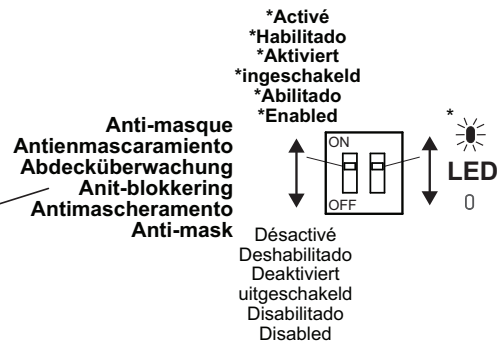 *Activé
*Habilitado
*Aktiviert
*ingeschakeld
*Abilitado
*Enabled
Anti-masque
Antienmascaramiento
Abdecküberwachung
Anit-blokkering
Antimascheramento
Anti-mask
ON
OFF
*
LED
0
Désactivé
Deshabilitado
Deaktiviert
uitgeschakeld
Disabilitado
Disabled